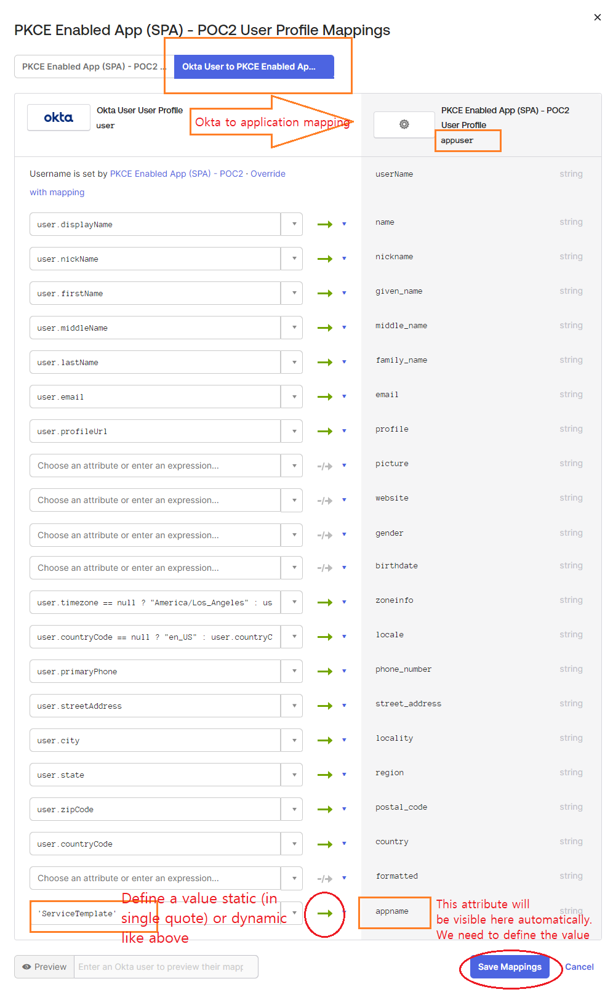 PKCE Enabled App (SPA) - POC2 User Profile Mappings
PKCE Enabled App (SPA) - POC2 ...
Okta User to PKCE Enabled Ap...
okta
Okta User User Profile
user
Okta to application mapping
PKCE Enabled App (SPA) - POC2
User Profile
appuser
Username is set by PKCE Enabled App (SPA) - POC2 · Override
with mapping
userName string
user.displayName name string
user.nickName nickname string
user.firstName given_name string
user.middleName middle_name string
user.lastName family_name string
user.email email string
user.profileUrl profile string
Choose an attribute or enter an expression... picture string
Choose an attribute or enter an expression... website string
Choose an attribute or enter an expression... gender string
Choose an attribute or enter an expression... birthdate string
user.timezone == null ? "America/Los_Angeles" : us zoneinfo string
user.countryCode == null ? "en_US" : user.countryC locale string
user.primaryPhone phone_number string
user.streetAddress street_address string
user.city locality string
user.state region string
user.zipCode postal_code string
user.countryCode country string
Choose an attribute or enter an expression... formatted string
'ServiceTemplate' appname string
Define a value static (in
single quote) or dynamic
like above
This attribute will
be visible here automatically.
We need to define the value
Preview Enter an Okta user to preview their mapp
Save Mappings Cancel